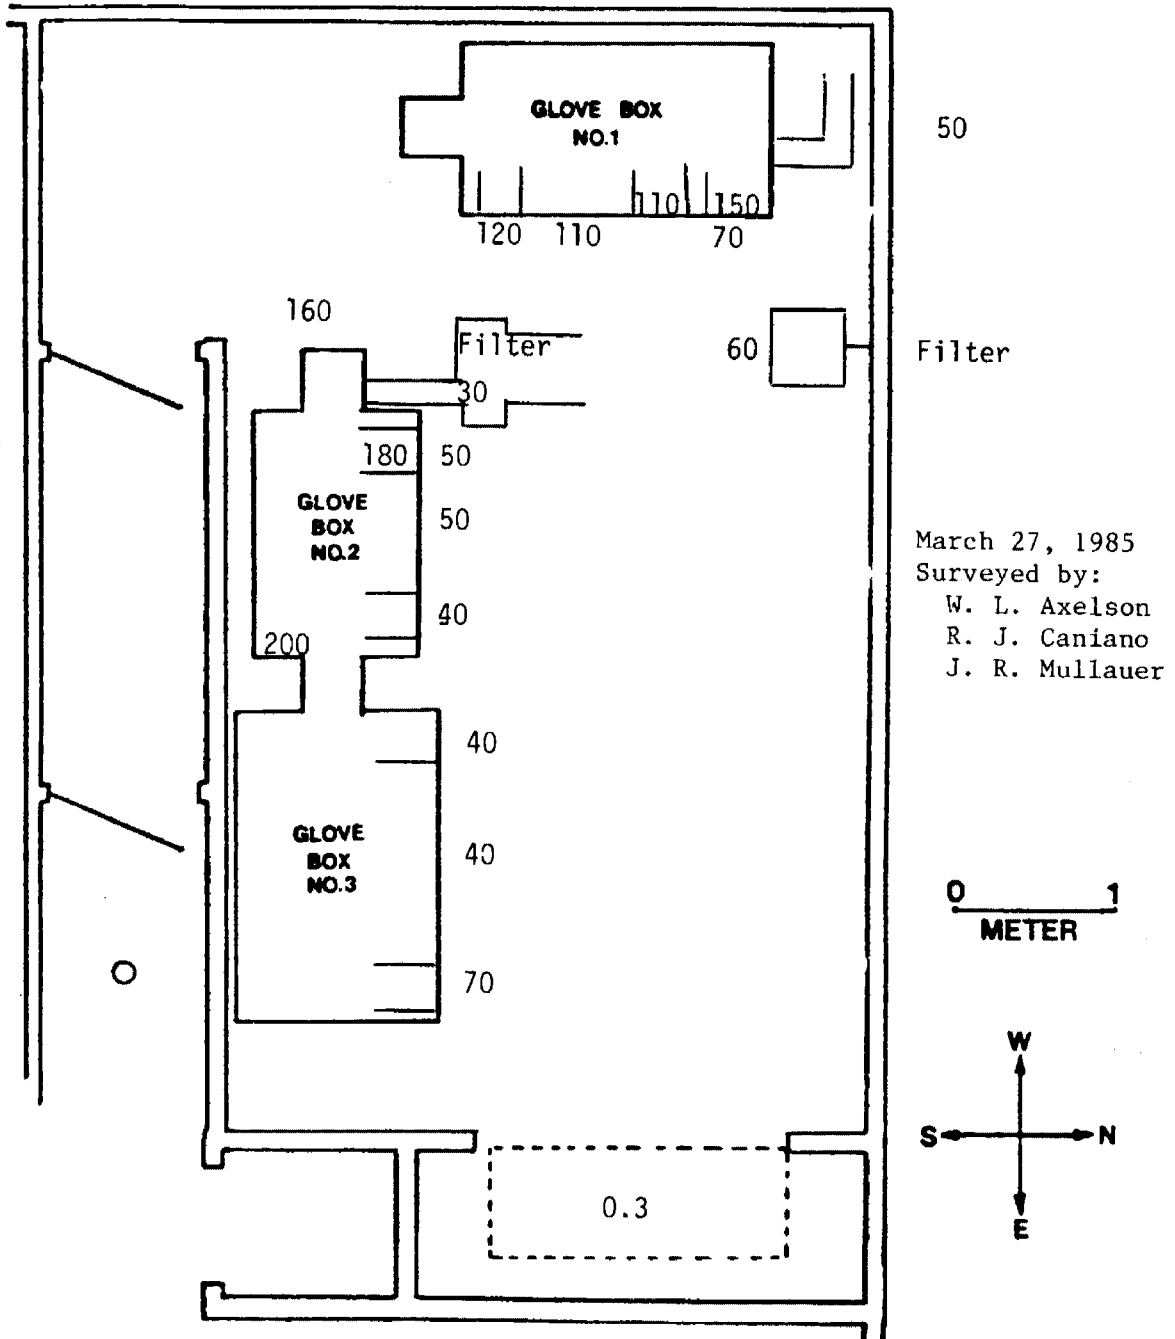 GLOVE BOX
NO.1
50
110
150
120
110
70
160
Filter
60
Filter
30
180
50
GLOVE
BOX
NO.2
50
40
200
March 27, 1985
Surveyed by:
W. L. Axelson
R. J. Caniano
J. R. Mullauer
40
GLOVE
BOX
NO.3
40
70
0
1
METER
W
S
N
E
0.3